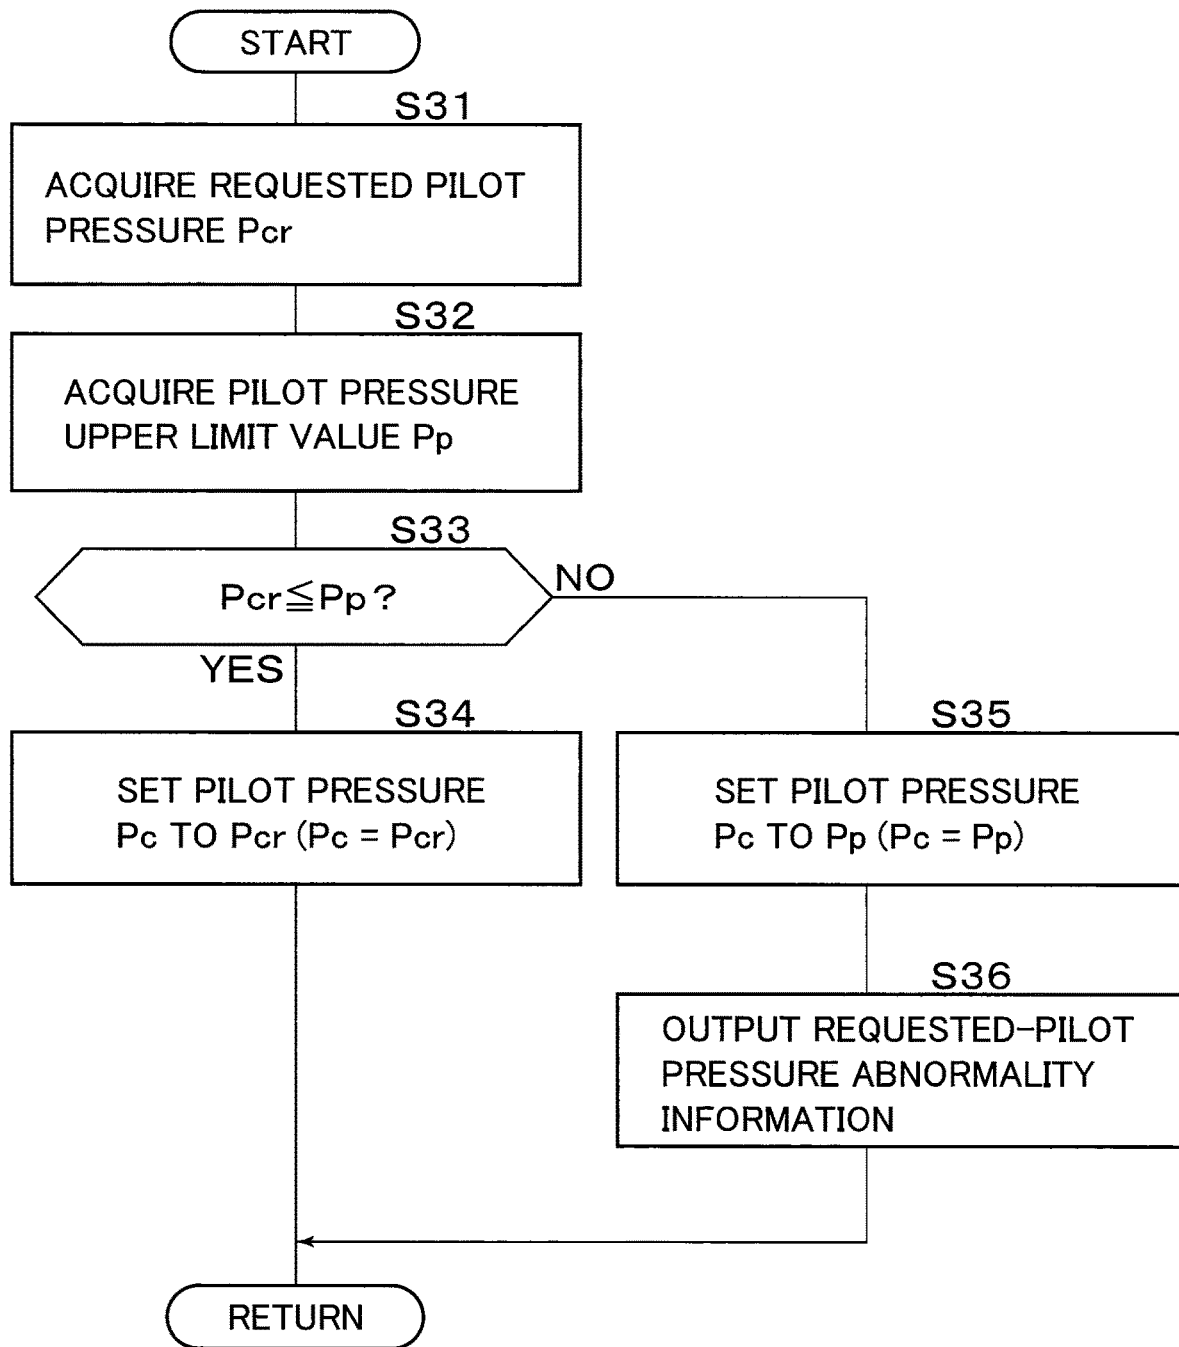 START
S31
ACQUIRE REQUESTED PILOT
PRESSURE Pcr
S32
ACQUIRE PILOT PRESSURE
UPPER LIMIT VALUE Pp
S33
Pcr≦Pp?
NO
YES
S34
SET PILOT PRESSURE
Pc TO Pcr (Pc = Pcr)
S35
SET PILOT PRESSURE
Pc TO Pp (Pc = Pp)
S36
OUTPUT REQUESTED-PILOT
PRESSURE ABNORMALITY
INFORMATION
RETURN